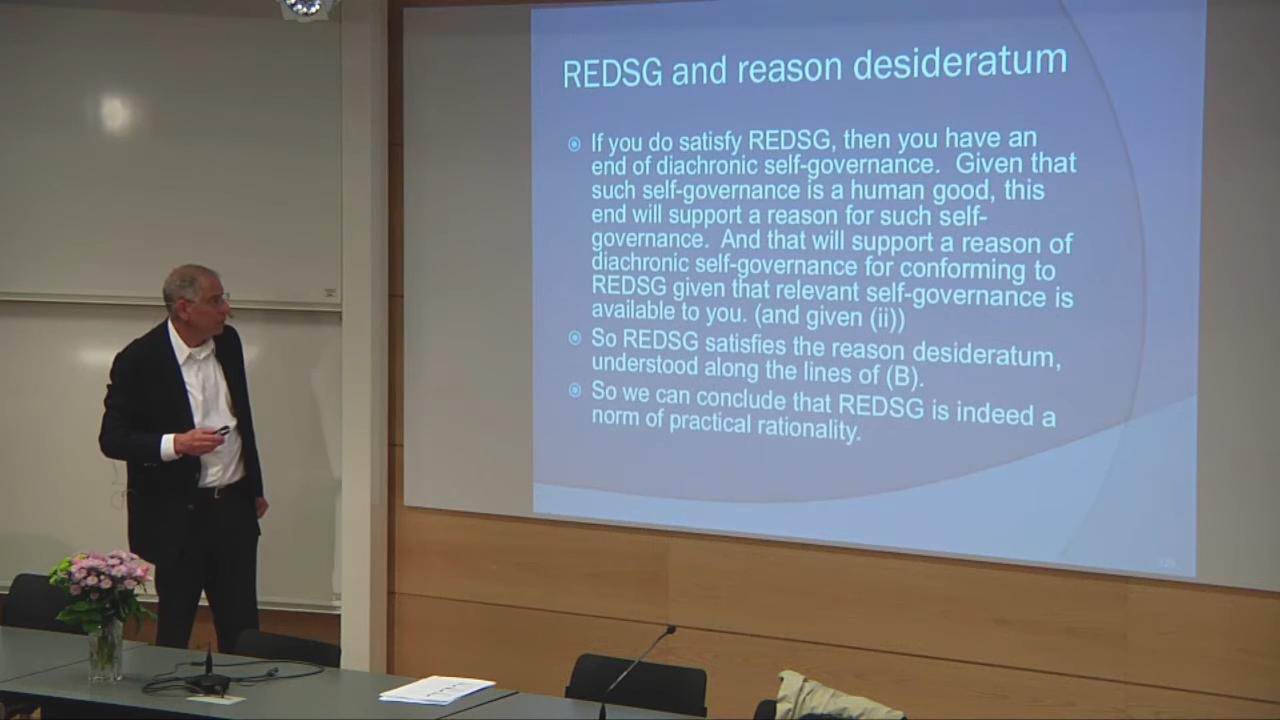 REDSG and reason desideratum
If you do satisfy REDSG, then you have an
end of diachronic self-governance. Given that
such self-governance is a human good, this
end will support a reason for such self-
governance. And that will support a reason of
diachronic self-governance for conforming to
REDSG given that relevant self-governance is
available to you. (and given (ii))
So REDSG satisfies the reason desideratum,
understood along the lines of (B).
So we can conclude that REDSG is indeed a
norm of practical rationality.